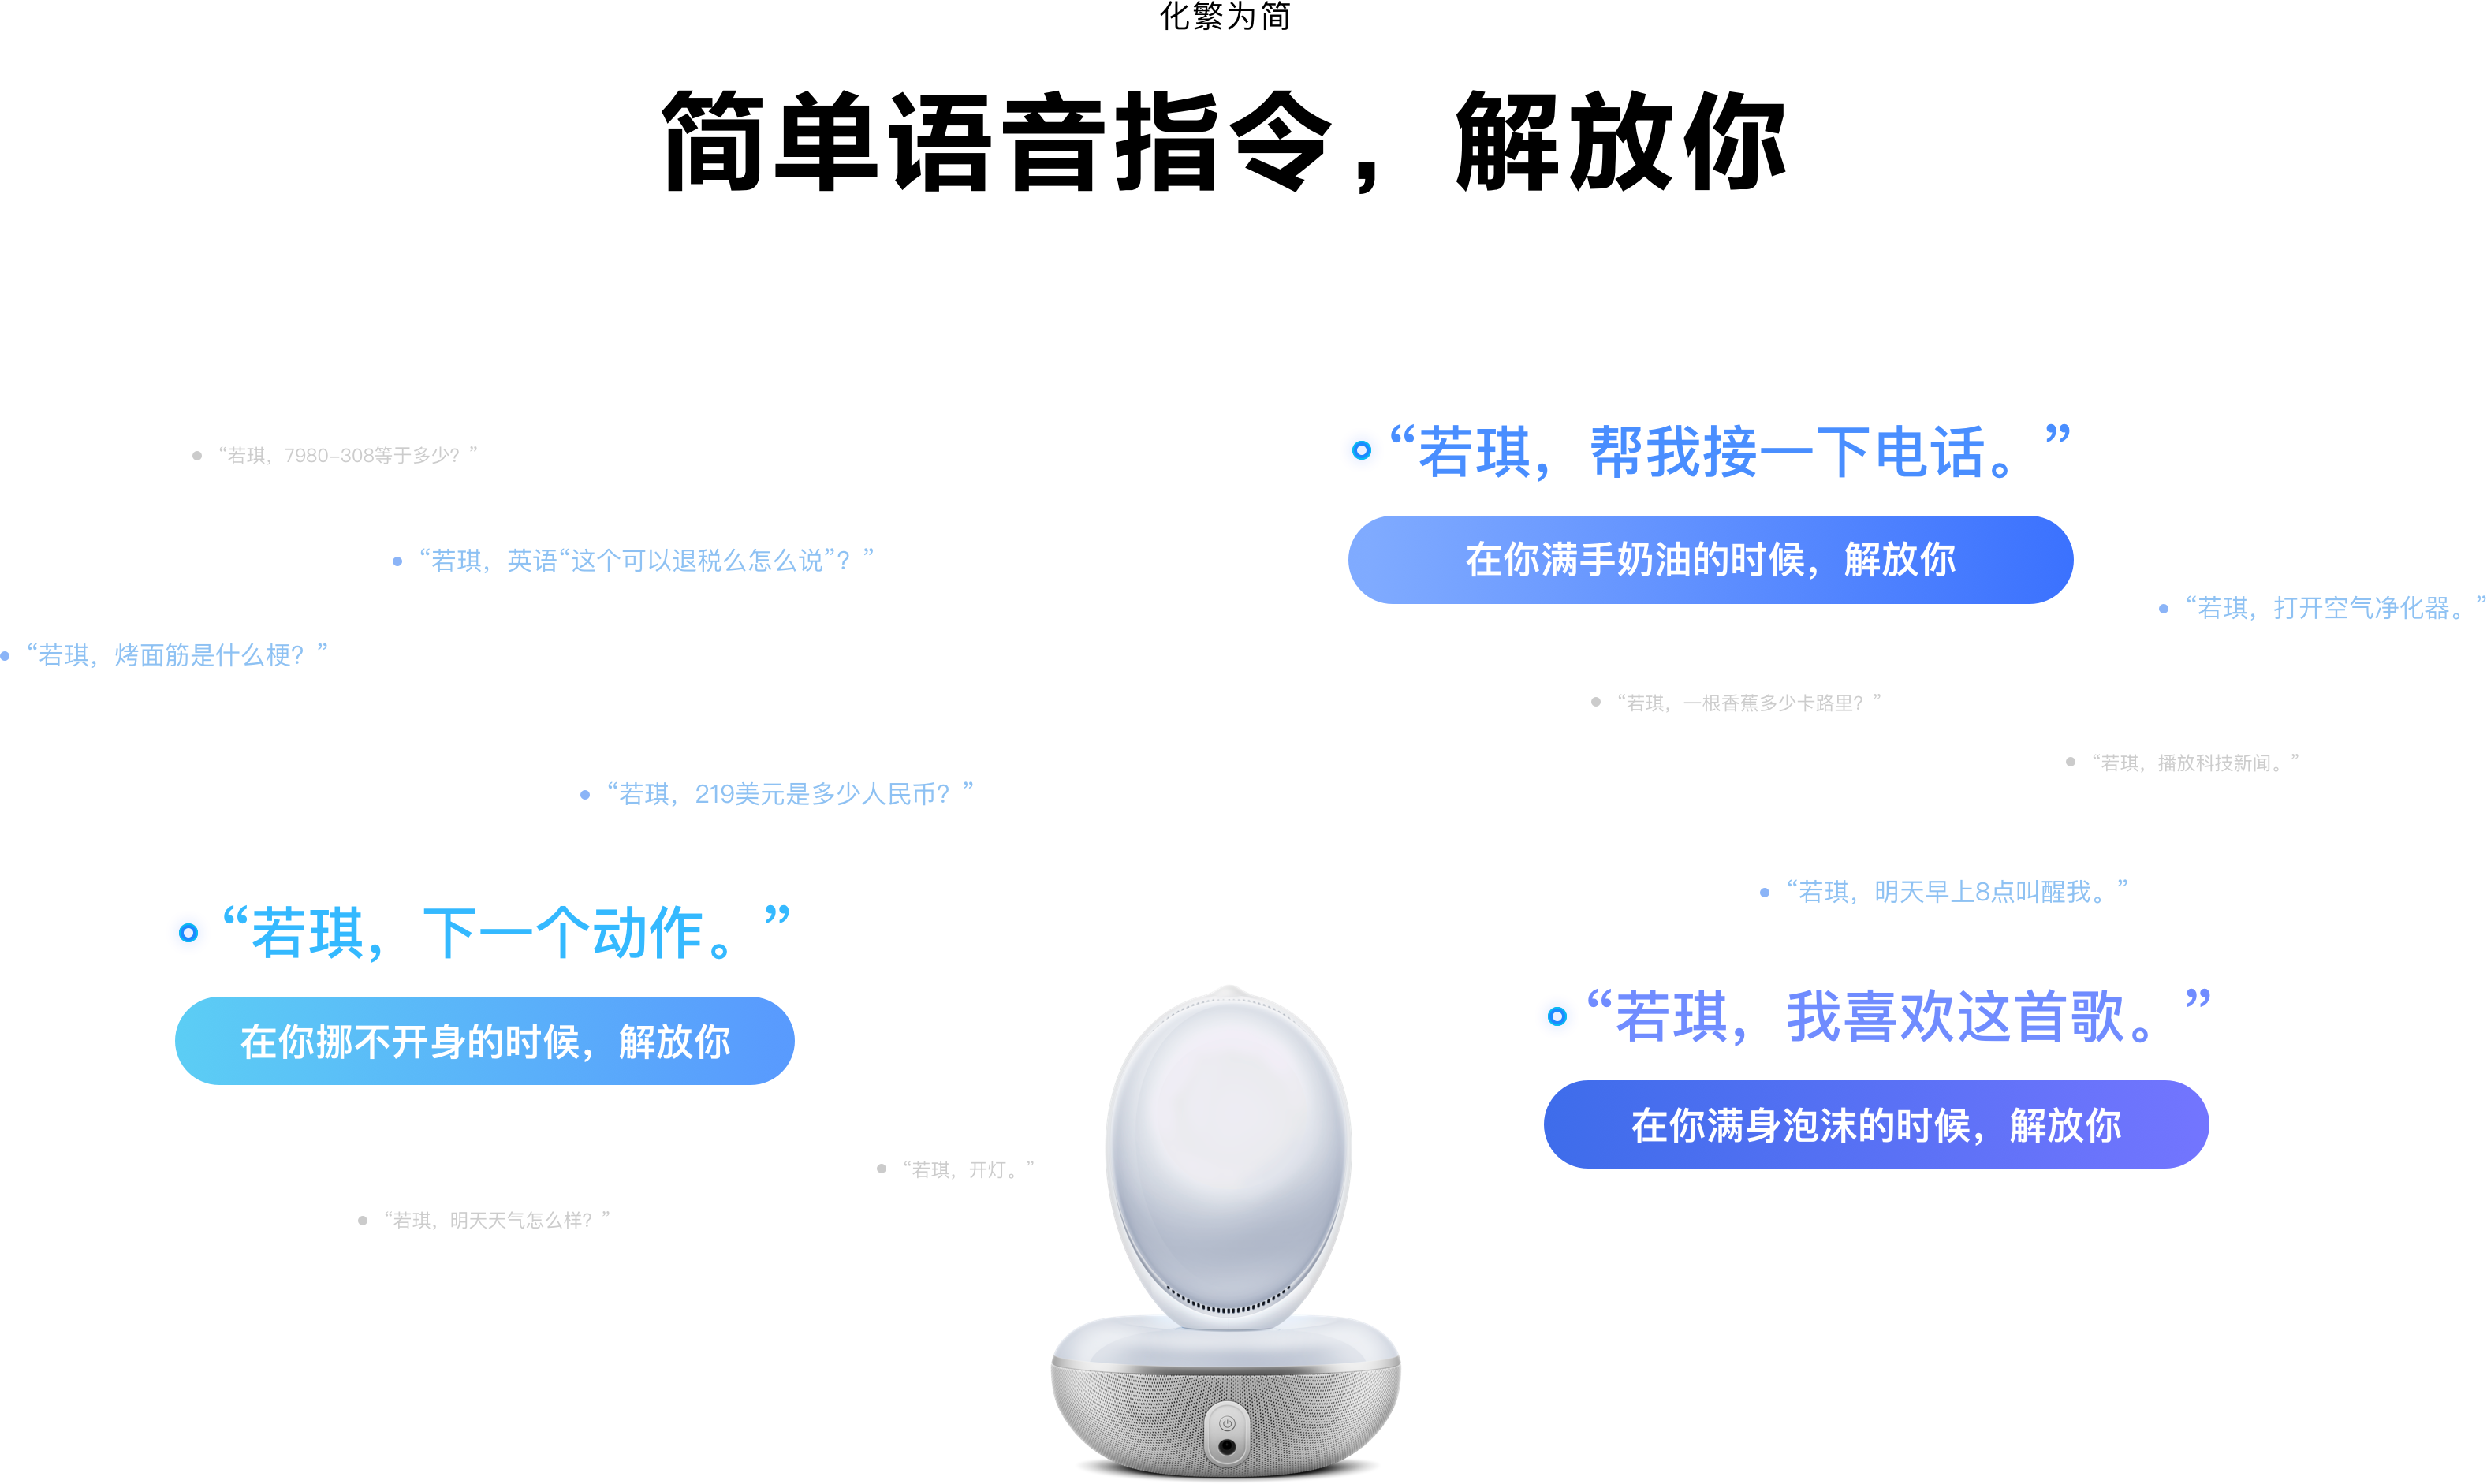 化繁为简
简单语音指令，解放你
“若琪，7980-308等于多少？”
“若琪，帮我接一下电话。”
“若琪，英语“这个可以退税么怎么说”？”
在你满手奶油的时候，解放你
“若琪，打开空气净化器。”
“若琪，烤面筋是什么梗？”
“若琪，一根香蕉多少卡路里？”
“若琪，播放科技新闻。”
“若琪，219美元是多少人民币？”
“若琪，明天早上8点叫醒我。”
“若琪，下一个动作。”
在你挪不开身的时候，解放你
“若琪，我喜欢这首歌。”
在你满身泡沫的时候，解放你
“若琪，开灯。”
“若琪，明天天气怎么样？”